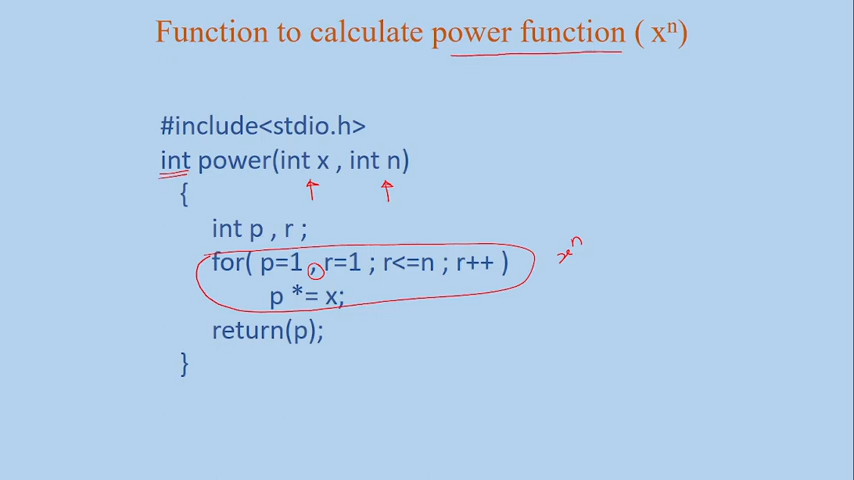 Function to calculate power function ( xⁿ)
#include<stdio.h>
int power(int x , int n)
{
int p , r ;
for( p=1 , r=1 ; r<=n ; r++ )
xⁿ
p *= x;
return(p);
}